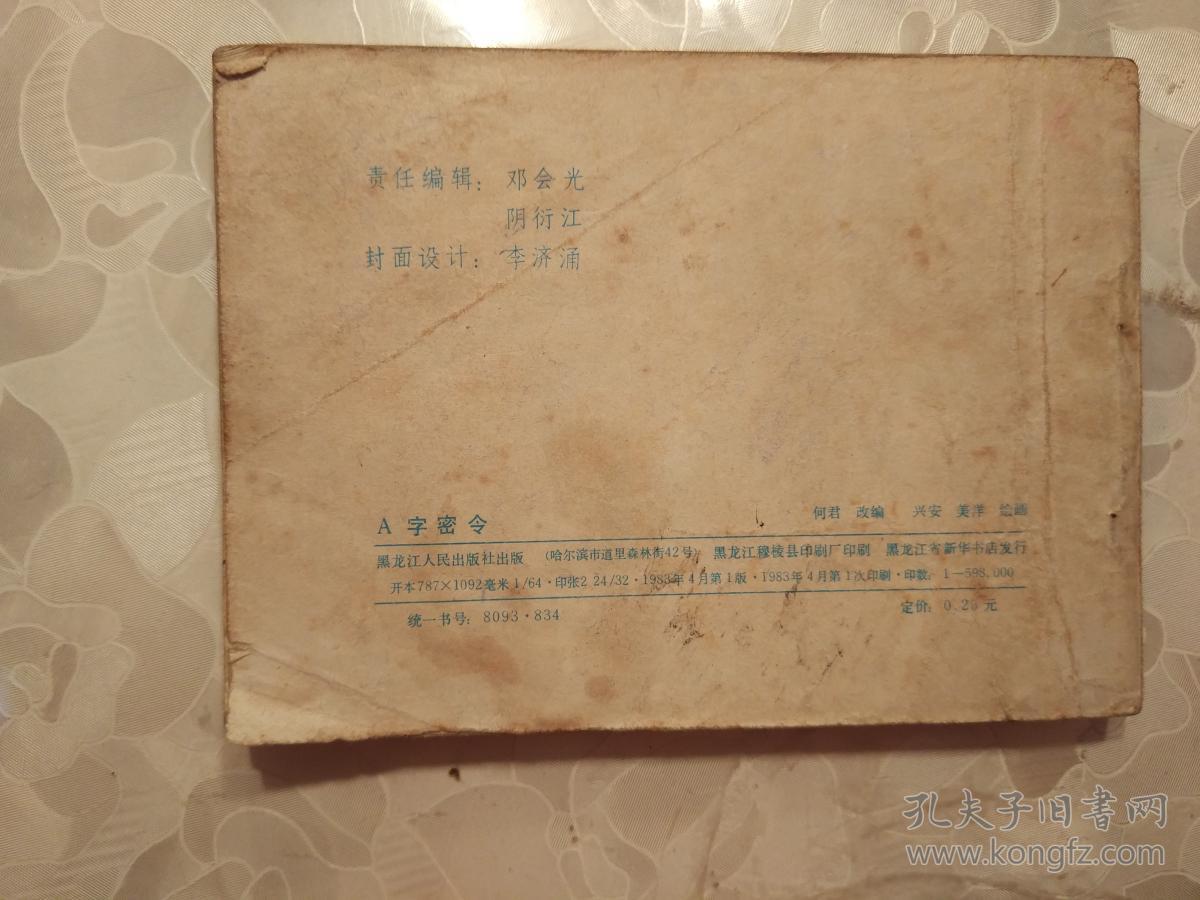 责任编辑：邓会光
阴衍江
封面设计：李济涌
A 字密令
何君 改编 兴安 美洋 绘画
黑龙江人民出版社出版 （哈尔滨市道里森林街42号） 黑龙江穆棱县印刷厂印刷 黑龙江省新华书店发行
开本787×1092毫米1/64·印张2 24/32·1983年4月第1版·1983年4月第1次印刷·印数：1—598,000
统一书号：8093·834 定价：元
孔夫子旧书网
www.kongfz.com